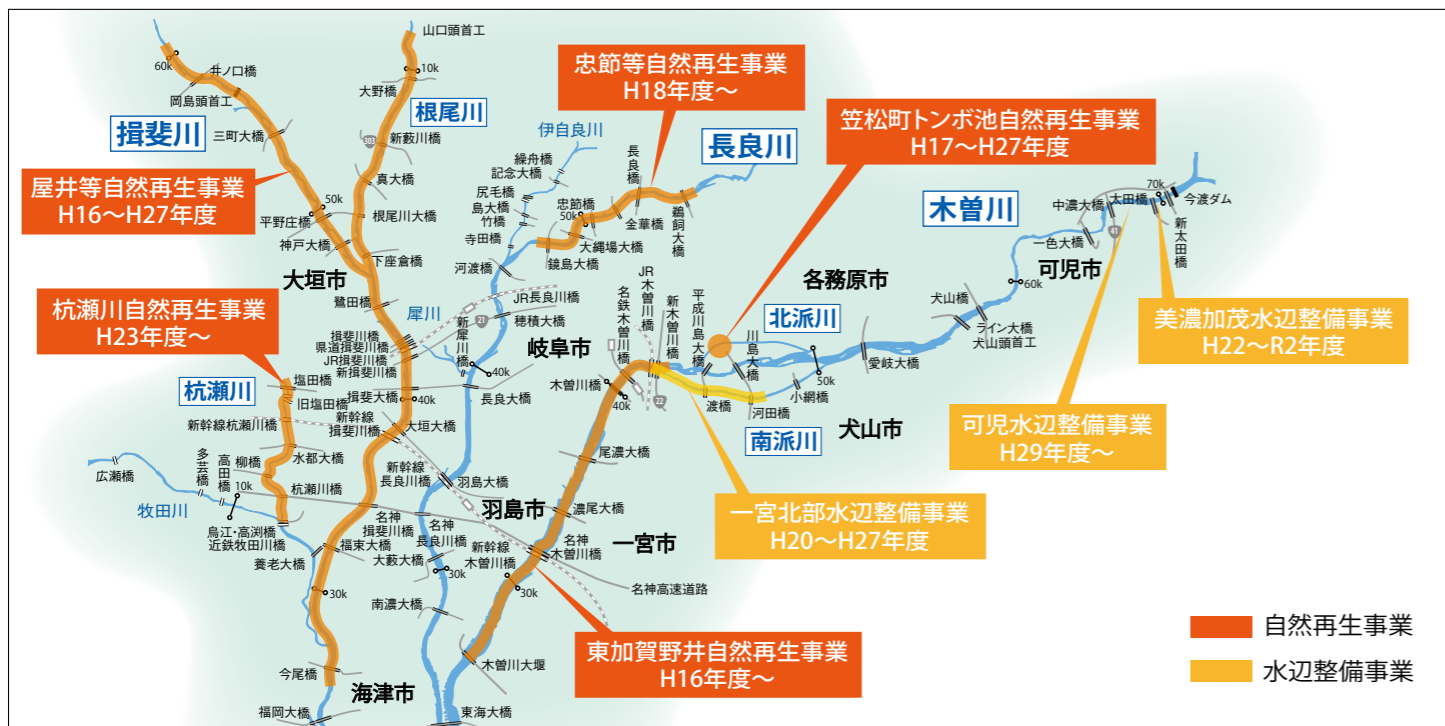 山口頭首工
60k
井ノ口橋
岡島頭首工
揖斐川
三町大橋
10k
大野橋
根尾川
303
新藪川橋
真大橋
屋井等自然再生事業
H16～H27年度
50k
平野庄橋
根尾川大橋
神戸大橋
下座倉橋
大垣市
鷺田橋
忠節等自然再生事業
H18年度～
伊自良川
繰舟橋
記念大橋
尻毛橋
島大橋
竹橋
寺田橋
河渡橋
長良橋
長良川
忠節橋
50k
金華橋
鵜飼大橋
大縄場大橋
鏡島大橋
笠松町トンボ池自然再生事業
H17～H27年度
木曽川
70k
中濃大橋
太田橋
今渡ダム
41
新太田橋
一色大橋
可児市
60k
各務原市
犬山橋
ライン大橋
犬山頭首工
美濃加茂水辺整備事業
H22～R2年度
可児水辺整備事業
H29年度～
杭瀬川自然再生事業
H23年度～
杭瀬川
塩田橋
旧塩田橋
新幹線杭瀬川橋
犀川
揖斐川橋
県道揖斐川橋
JR揖斐川橋
新揖斐川橋
揖斐大橋
40k
新幹線
揖斐川橋
大垣大橋
JR長良川橋
21
穂積大橋
新犀川橋
40k
長良大橋
岐阜市
名鉄木曽川橋
JR木曽川橋
新木曽川橋
平成川島大橋
北派川
川島大橋
50k
愛岐大橋
小網橋
木曽川橋
40k
22
渡橋
河田橋
南派川
犬山市
一宮北部水辺整備事業
H20～H27年度
水都大橋
柳橋
高田橋
多芸橋
広瀬橋
牧田川
10k
杭瀬川橋
烏江・高渕橋
近鉄牧田川橋
養老大橋
名神
揖斐川橋
福束大橋
30k
今尾橋
海津市
福岡大橋
新幹線
長良川橋
羽島大橋
羽島市
名神
長良川橋
大藪大橋
30k
南濃大橋
尾濃大橋
濃尾大橋
一宮市
新幹線
木曽川橋
名神
木曽川橋
30k
名神高速道路
木曽川大堰
東海大橋
東加賀野井自然再生事業
H16年度～
自然再生事業
水辺整備事業